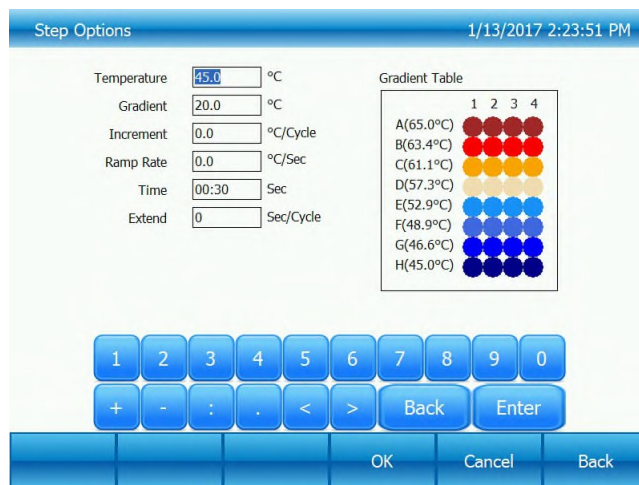 Step Options 1/13/2017 2:23:51 PM
Temperature 45.0 °C
Gradient 20.0 °C
Increment 0.0 °C/Cycle
Ramp Rate 0.0 °C/Sec
Time 00:30 Sec
Extend 0 Sec/Cycle
Gradient Table
1 2 3 4
A(65.0°C)
B(63.4°C)
C(61.1°C)
D(57.3°C)
E(52.9°C)
F(48.9°C)
G(46.6°C)
H(45.0°C)
1 2 3 4 5 6 7 8 9 0
+ - : . < > Back Enter
OK Cancel Back